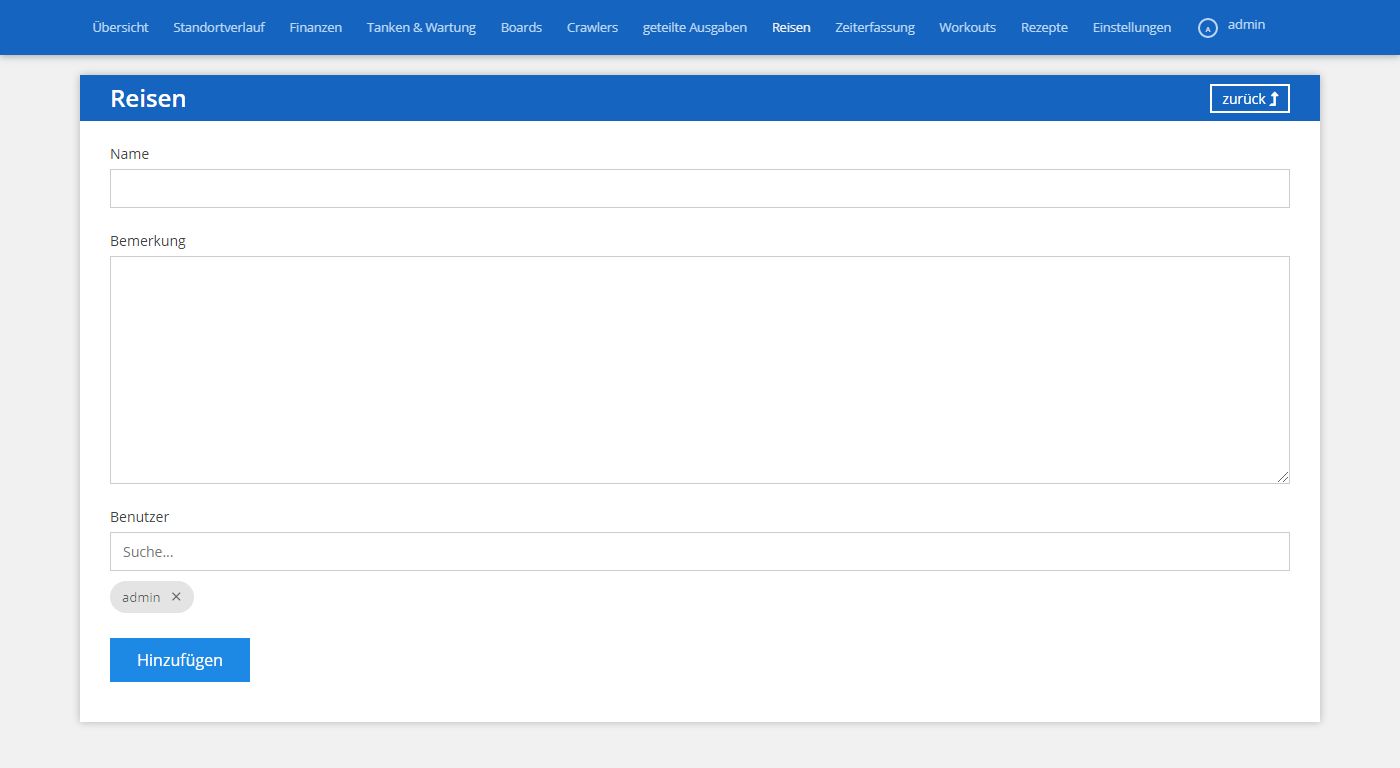 Übersicht Standortverlauf Finanzen Tanken & Wartung Boards Crawlers geteilte Ausgaben Reisen Zeiterfassung Workouts Rezepte Einstellungen A admin
Reisen zurück
Name
Bemerkung
Benutzer
Suche...
admin ✕
Hinzufügen